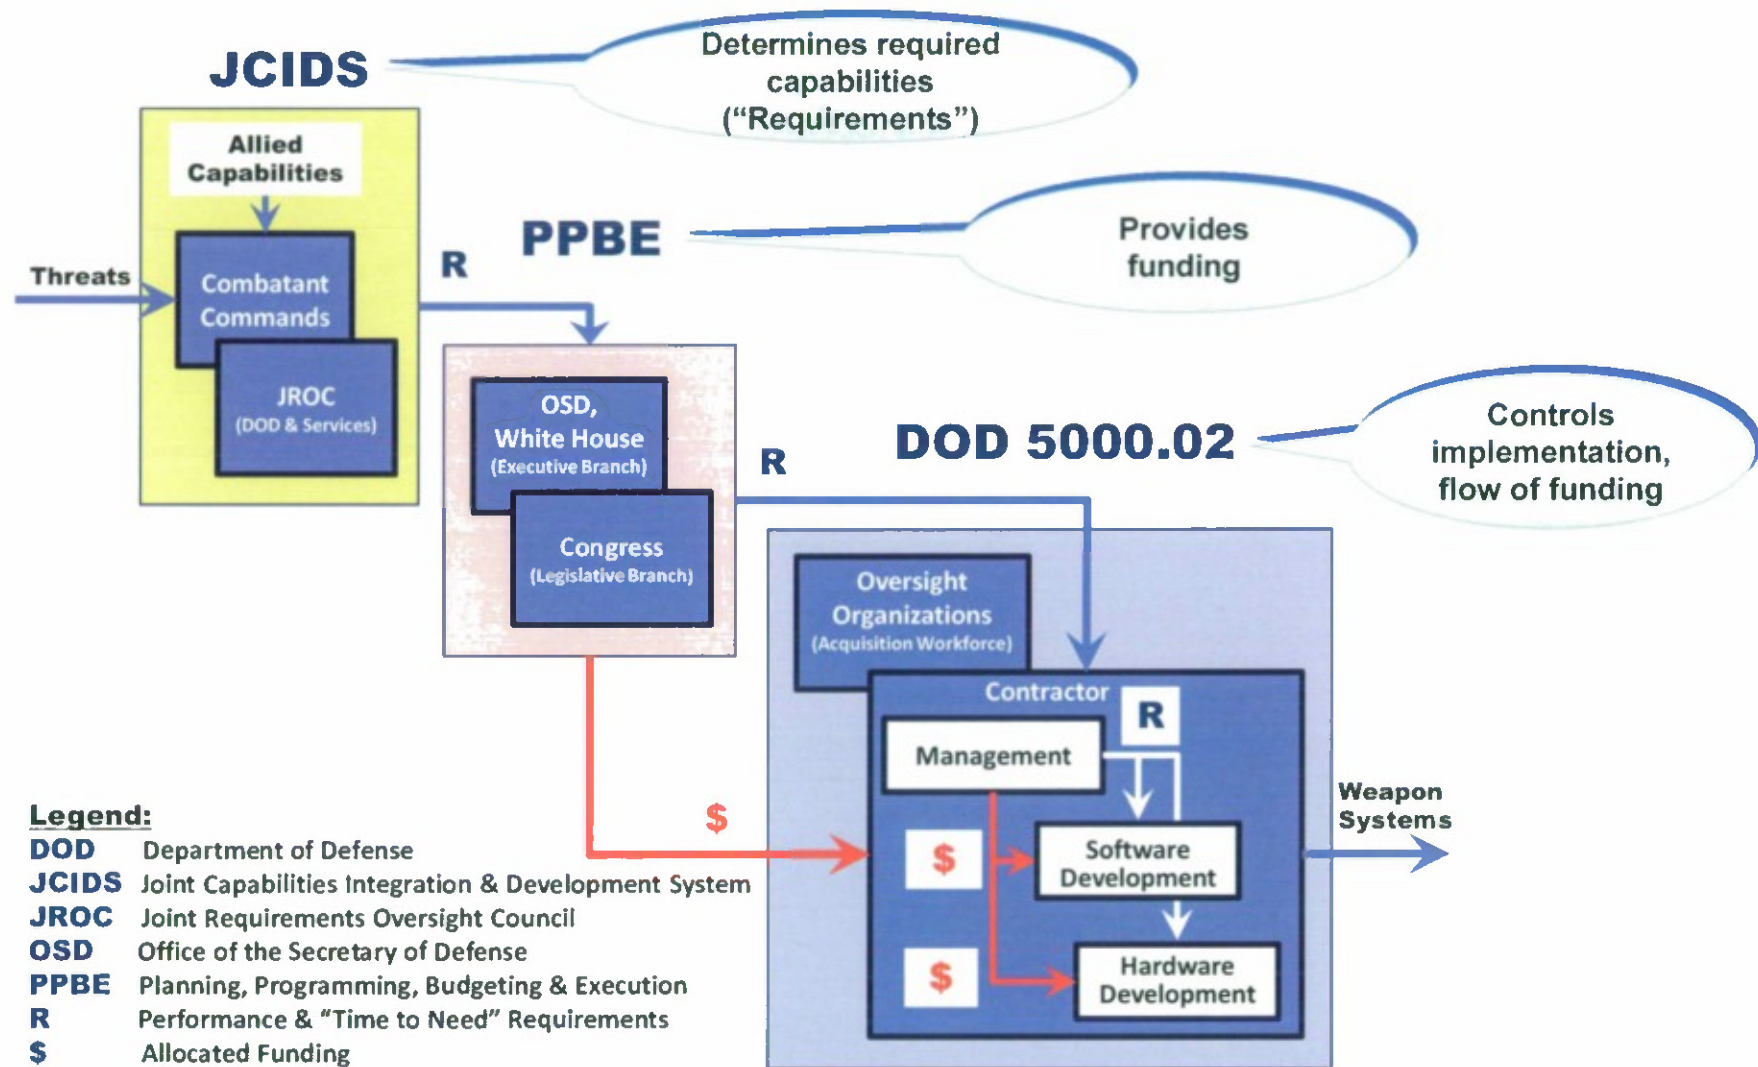 JCIDS
Determines required
capabilities
(“Requirements”)
Allied
Capabilities
Threats
Combatant
Commands
JROC
(DOD & Services)
R
PPBE
Provides
funding
OSD,
White House
(Executive Branch)
Congress
(Legislative Branch)
R
DOD 5000.02
Controls
implementation,
flow of funding
Oversight
Organizations
(Acquisition Workforce)
Contractor
R
Management
$
$
Software
Development
$
Hardware
Development
Weapon
Systems
Legend:
DOD Department of Defense
JCIDS Joint Capabilities Integration & Development System
JROC Joint Requirements Oversight Council
OSD Office of the Secretary of Defense
PPBE Planning, Programming, Budgeting & Execution
R Performance & “Time to Need” Requirements
$ Allocated Funding